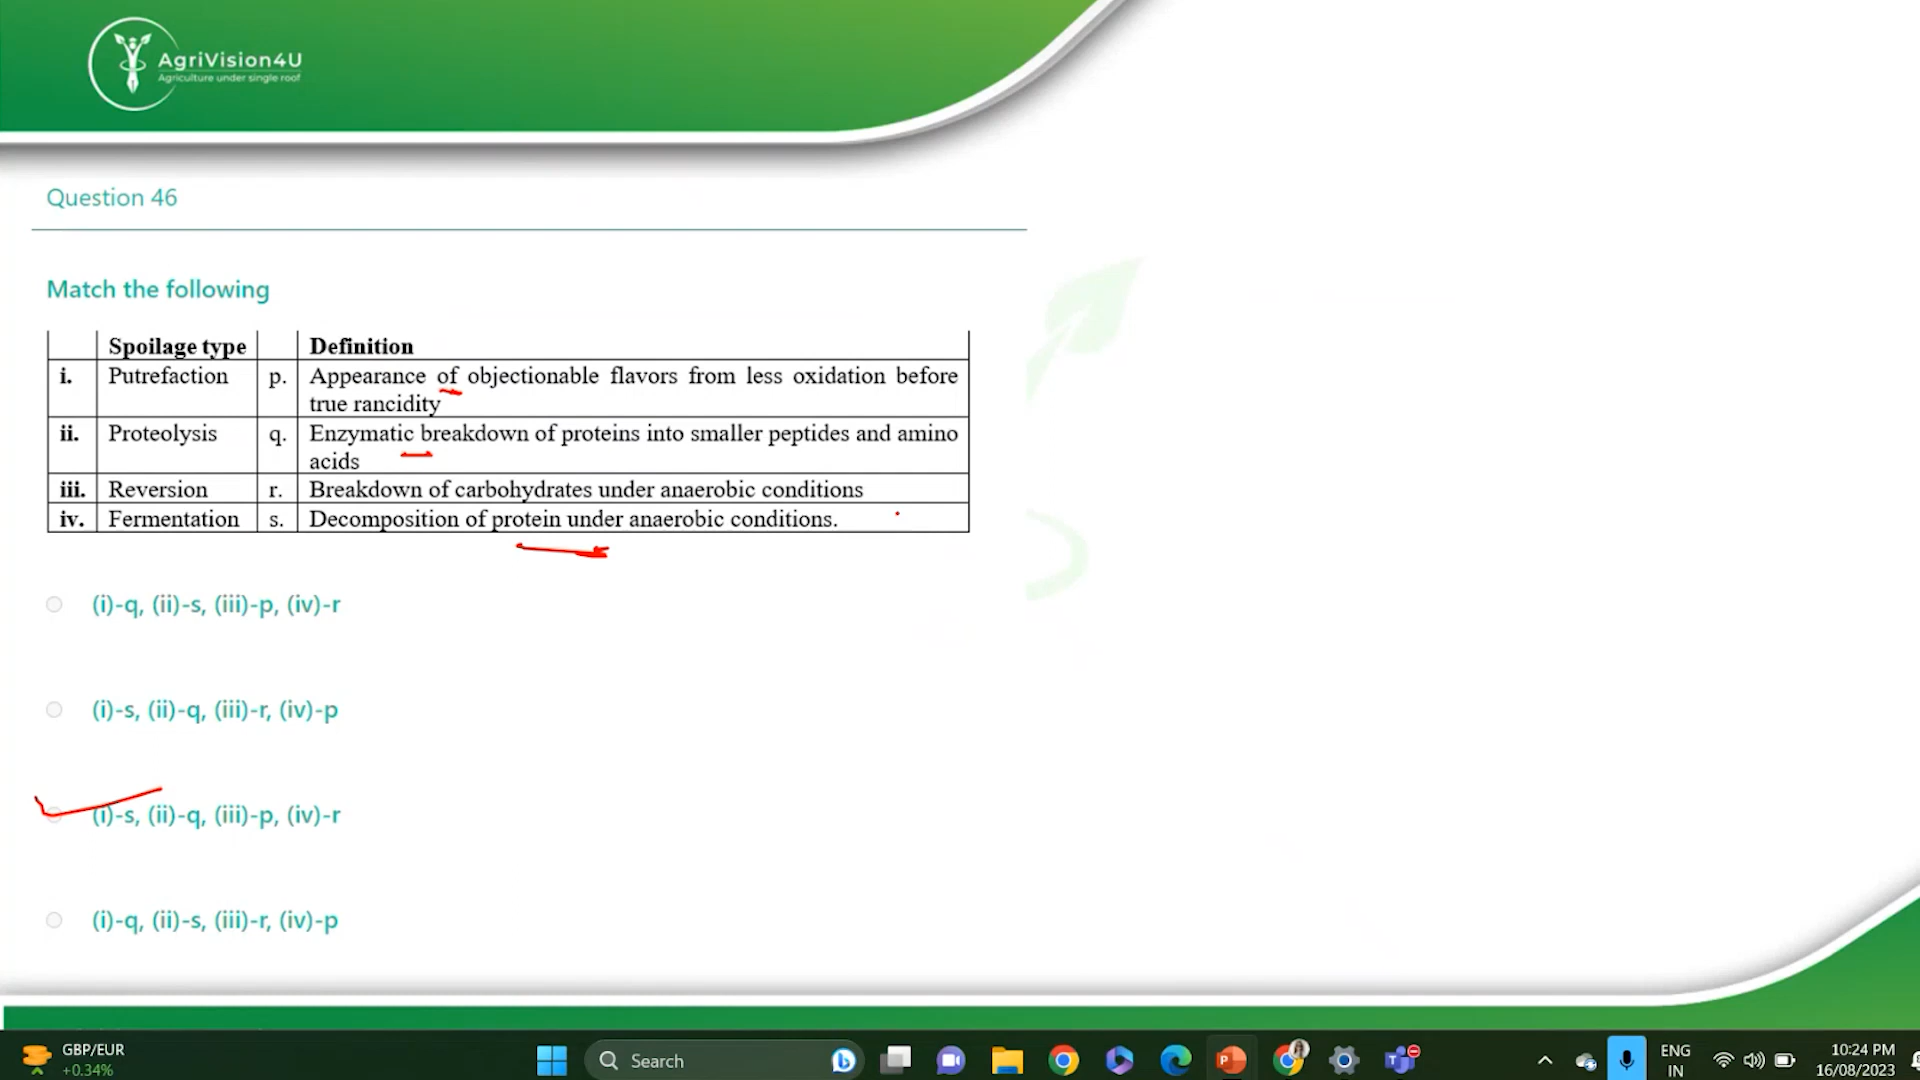 AgriVision4U
Agriculture under single roof
Question 46
Match the following
Spoilage type Definition
i. Putrefaction p. Appearance of objectionable flavors from less oxidation before
true rancidity
ii. Proteolysis q. Enzymatic breakdown of proteins into smaller peptides and amino
acids
iii. Reversion r. Breakdown of carbohydrates under anaerobic conditions
iv. Fermentation s. Decomposition of protein under anaerobic conditions.
(i)-q, (ii)-s, (iii)-p, (iv)-r
(i)-s, (ii)-q, (iii)-r, (iv)-p
(i)-s, (ii)-q, (iii)-p, (iv)-r
(i)-q, (ii)-s, (iii)-r, (iv)-p
GBP/EUR
+0.34%
Search
ENG
IN
10:24 PM
16/08/2023